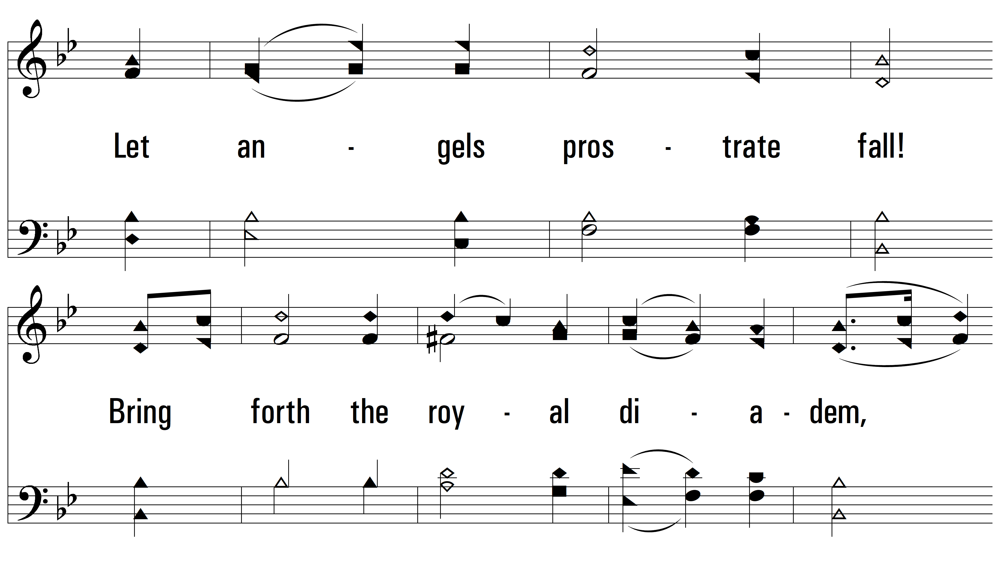 Let an - gels pros - trate fall!
Bring forth the roy - al di - a - dem,